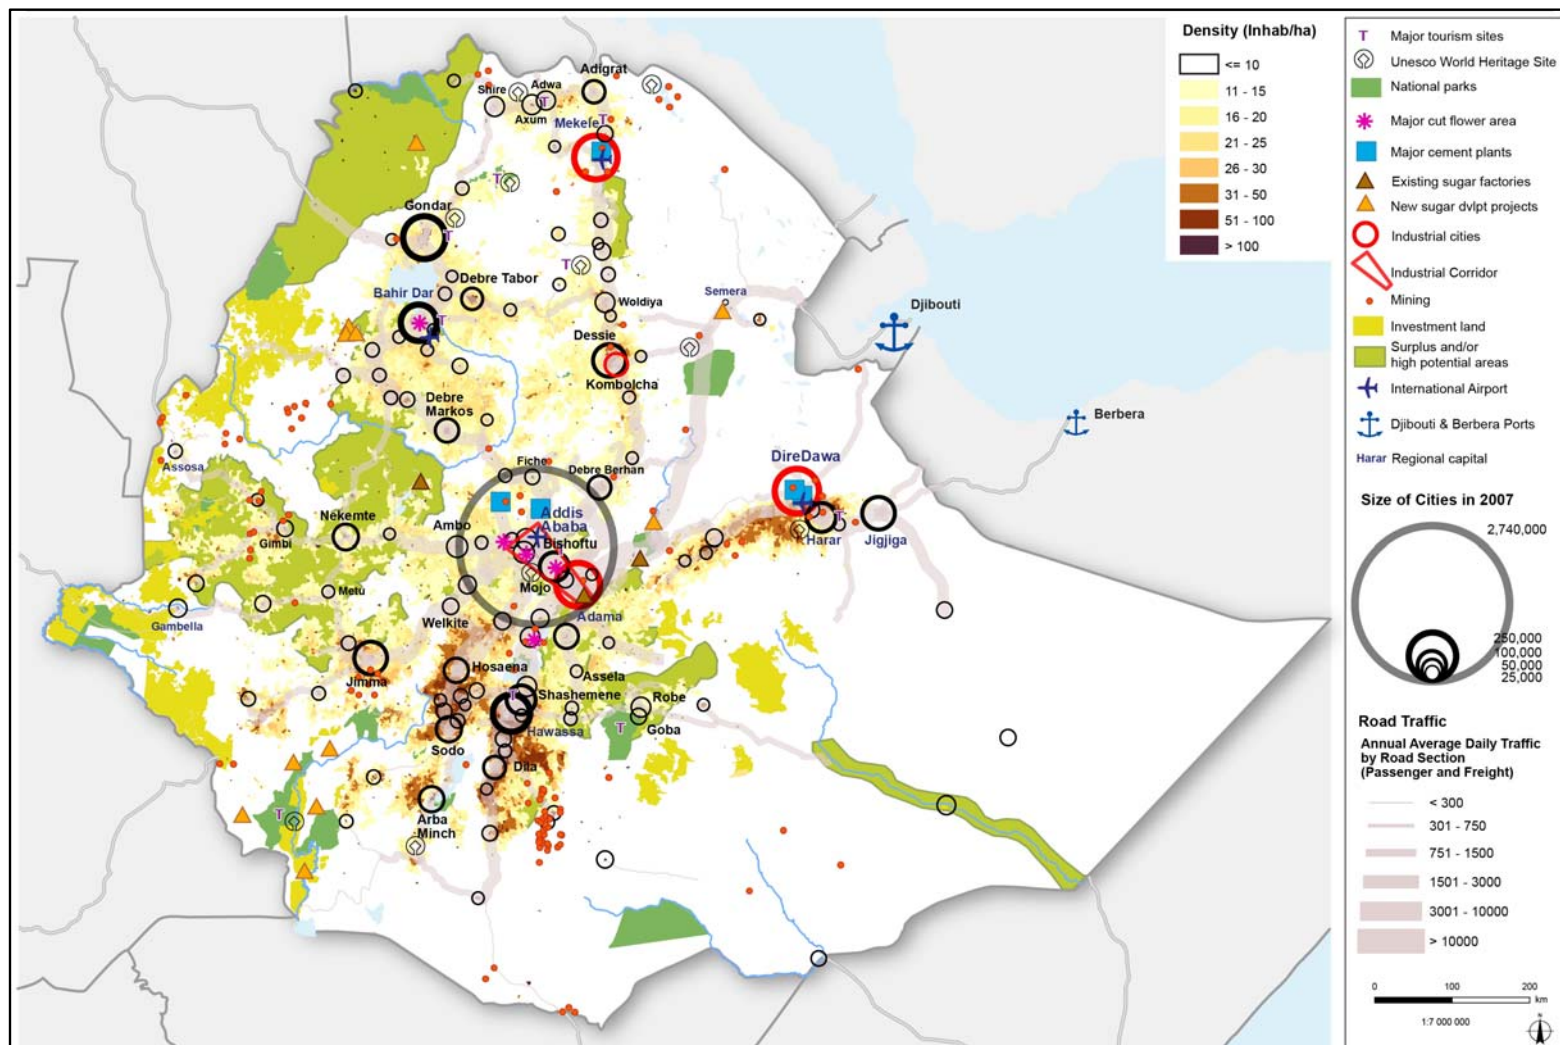 Density (Inhab/ha)
<= 10
11 - 15
16 - 20
21 - 25
26 - 30
31 - 50
51 - 100
> 100
T Major tourism sites
Unesco World Heritage Site
National parks
Major cut flower area
Major cement plants
Existing sugar factories
New sugar dvlpt projects
Industrial cities
Industrial Corridor
Mining
Investment land
Surplus and/or
high potential areas
International Airport
Djibouti & Berbera Ports
Harar Regional capital
Size of Cities in 2007
2,740,000
250,000
100,000
50,000
25,000
Road Traffic
Annual Average Daily Traffic
by Road Section
(Passenger and Freight)
< 300
301 - 750
751 - 1500
1501 - 3000
3001 - 10000
> 10000
0 100 200
km
1:7 000 000
N
Adigrat
Shire
Adwa
T
Axum
T
Mekele
T
Gondar
T
T
Debre Tabor
Bahir Dar
T
Woldiya
Semera
Djibouti
Dessie
Kombolcha
Debre
Markos
Berbera
Assosa
Fiche
Debre Berhan
DireDawa
Nekemte
Gimbi
Ambo
Addis
Ababa
Bishoftu
T
Harar
Jigjiga
Metu
Mojo
Gambella
Welkite
Adama
Jimma
Hosaena
Assela
T
Shashemene
Robe
Hawassa
T
Goba
Sodo
Dila
Arba
Minch
T